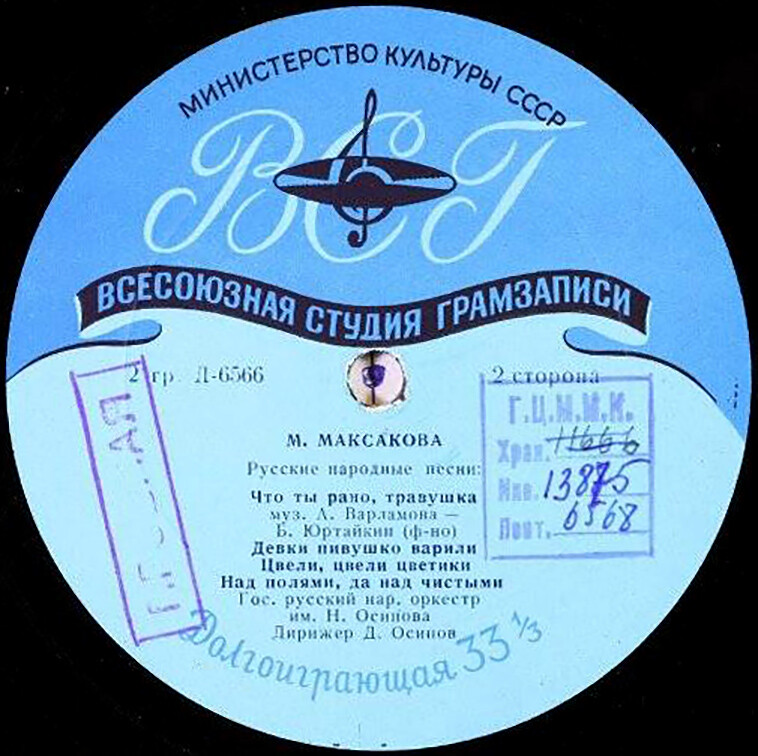 МИНИСТЕРСТВО КУЛЬТУРЫ СССР
ВСГ
ВСЕСОЮЗНАЯ СТУДИЯ ГРАМЗАПИСИ
2 гр. Д-6566
2 сторона
М. МАКСАКОВА
Русские народные песни:
Что ты рано, травушка
муз. А. Варламова —
Б. Юртайкин (ф-но)
Девки пивушко варили
Цвели, цвели цветики
Над полями, да над чистыми
Гос. русский нар. оркестр
им. Н. Осипова
Дирижер Д. Осипов
Долгоиграющая 33 1/3
Г.Ц.М.М.К.
Хран. 11666
Инв. 13875
Пост. 6568